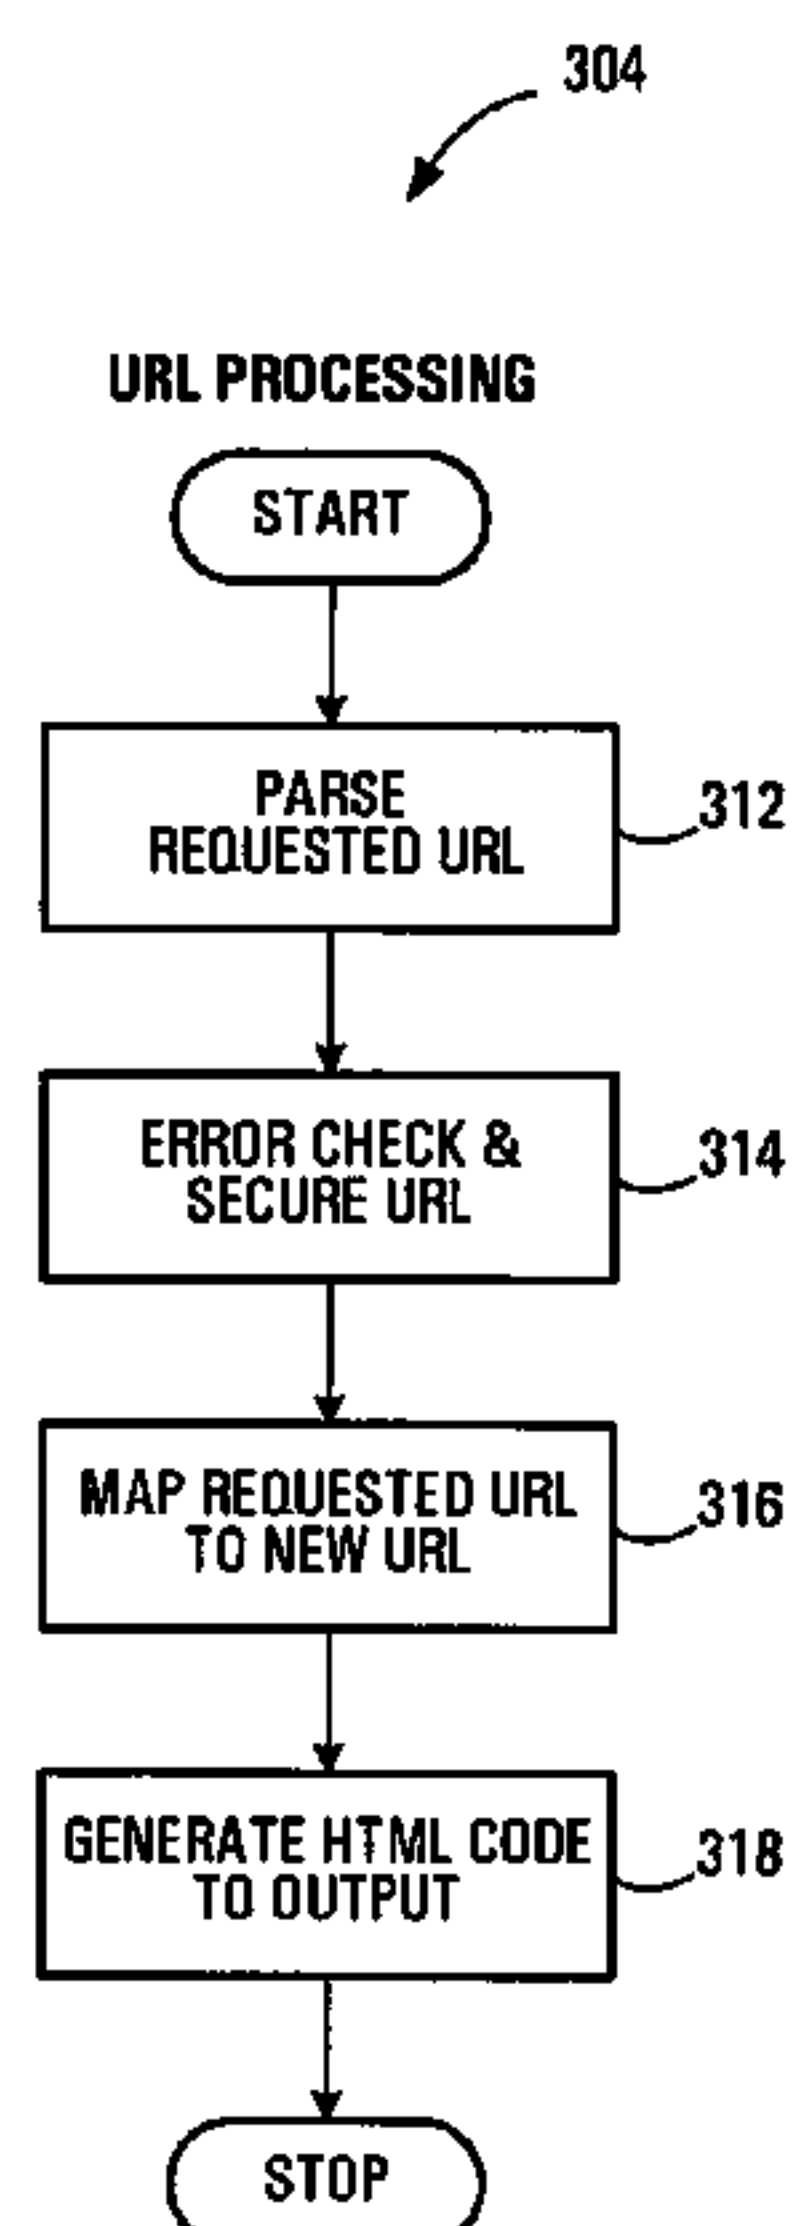 304
URL PROCESSING
START
PARSE
REQUESTED URL
312
ERROR CHECK &
SECURE URL
314
MAP REQUESTED URL
TO NEW URL
316
GENERATE HTML CODE
TO OUTPUT
318
STOP